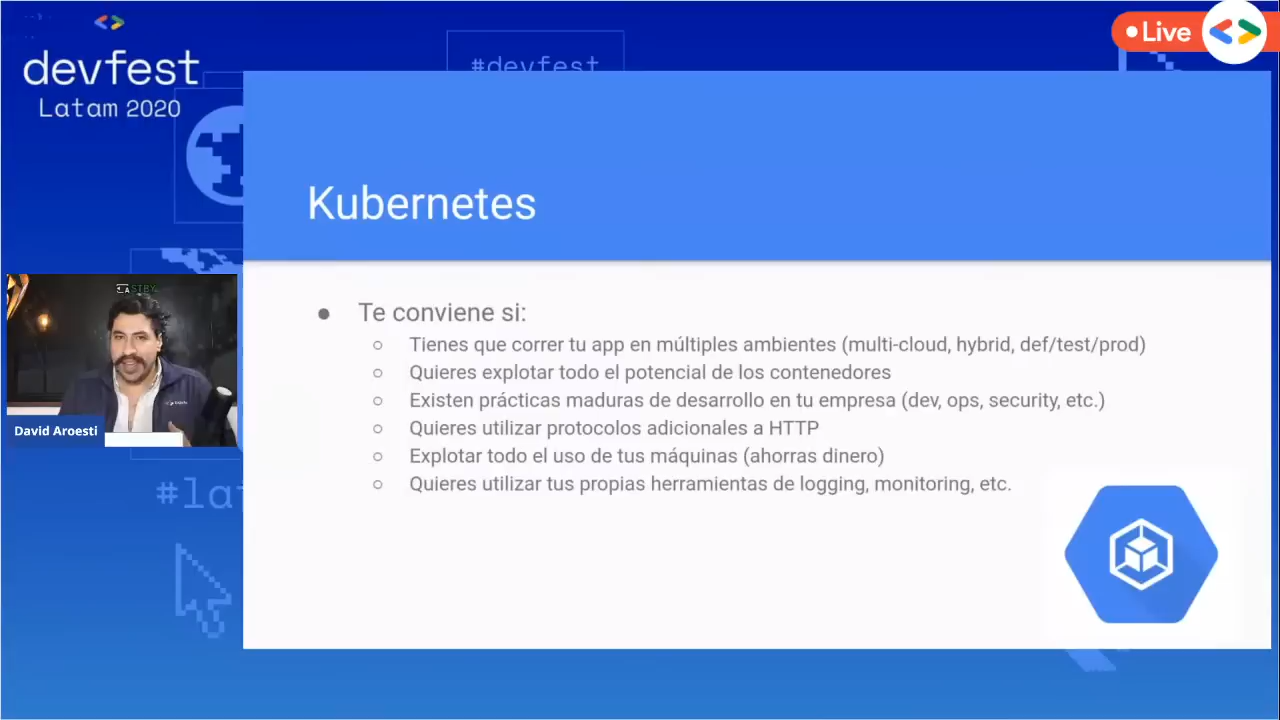 devfest
Latam 2020
#devfest
Live
Kubernetes
Te conviene si:
Tienes que correr tu app en múltiples ambientes (multi-cloud, hybrid, def/test/prod)
Quieres explotar todo el potencial de los contenedores
Existen prácticas maduras de desarrollo en tu empresa (dev, ops, security, etc.)
Quieres utilizar protocolos adicionales a HTTP
Explotar todo el uso de tus máquinas (ahorras dinero)
Quieres utilizar tus propias herramientas de logging, monitoring, etc.
David Aroesti
#la